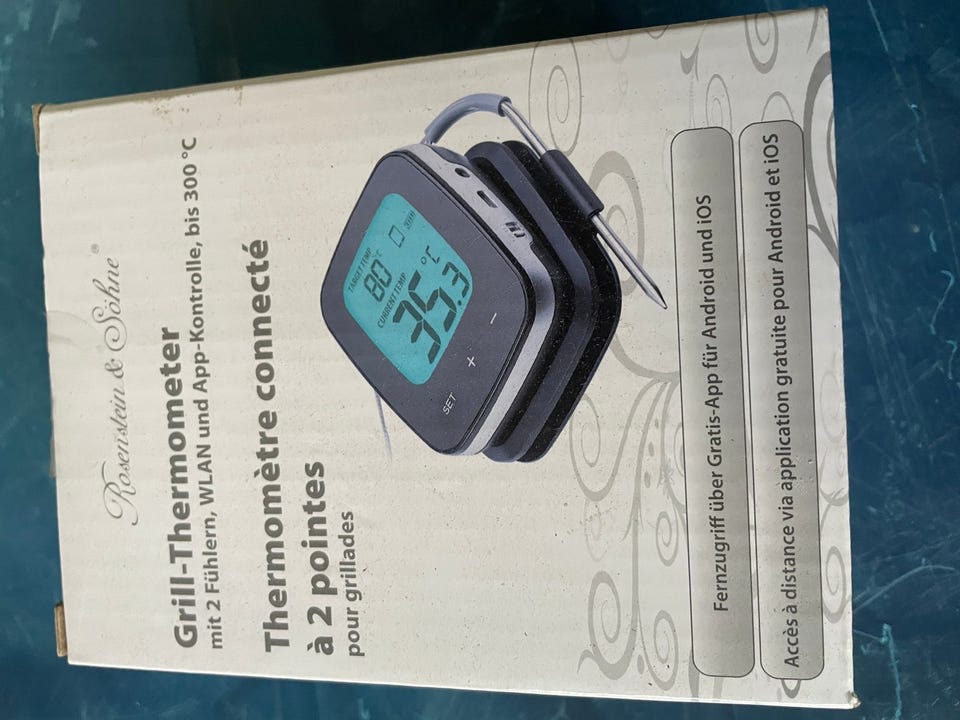 Rosenstein & Söhne®
Grill-Thermometer
mit 2 Fühlern, WLAN und App-Kontrolle, bis 300 °C
Thermomètre connecté
à 2 pointes
pour grillades
TARGET TEMP
80°C
CURRENT TEMP
35.3°C
SET + −
Fernzugriff über Gratis-App für Android und iOS
Accès à distance via application gratuite pour Android et iOS